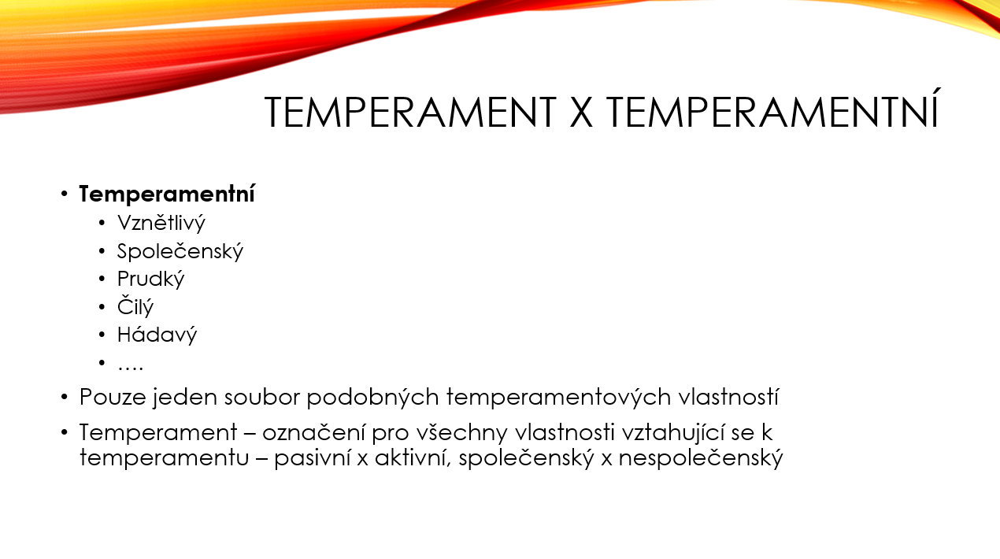 TEMPERAMENT X TEMPERAMENTNÍ
• Temperamentní
• Vznětlivý
• Společenský
• Prudký
• Čilý
• Hádavý
• ….
• Pouze jeden soubor podobných temperamentových vlastností
• Temperament – označení pro všechny vlastnosti vztahující se k
temperamentu – pasivní x aktivní, společenský x nespolečenský